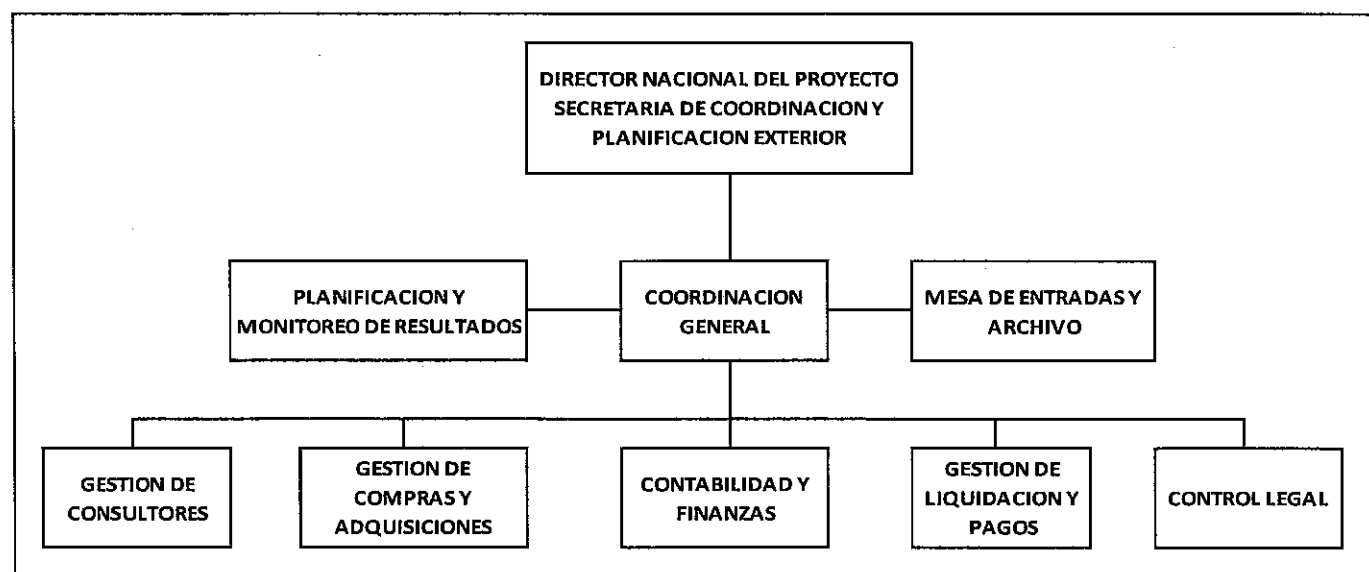 DIRECTOR NACIONAL DEL PROYECTO
SECRETARIA DE COORDINACION Y
PLANIFICACION EXTERIOR
PLANIFICACION Y
MONITOREO DE RESULTADOS
COORDINACION
GENERAL
MESA DE ENTRADAS Y
ARCHIVO
GESTION DE
CONSULTORES
GESTION DE
COMPRAS Y
ADQUISICIONES
CONTABILIDAD Y
FINANZAS
GESTION DE
LIQUIDACION Y
PAGOS
CONTROL LEGAL